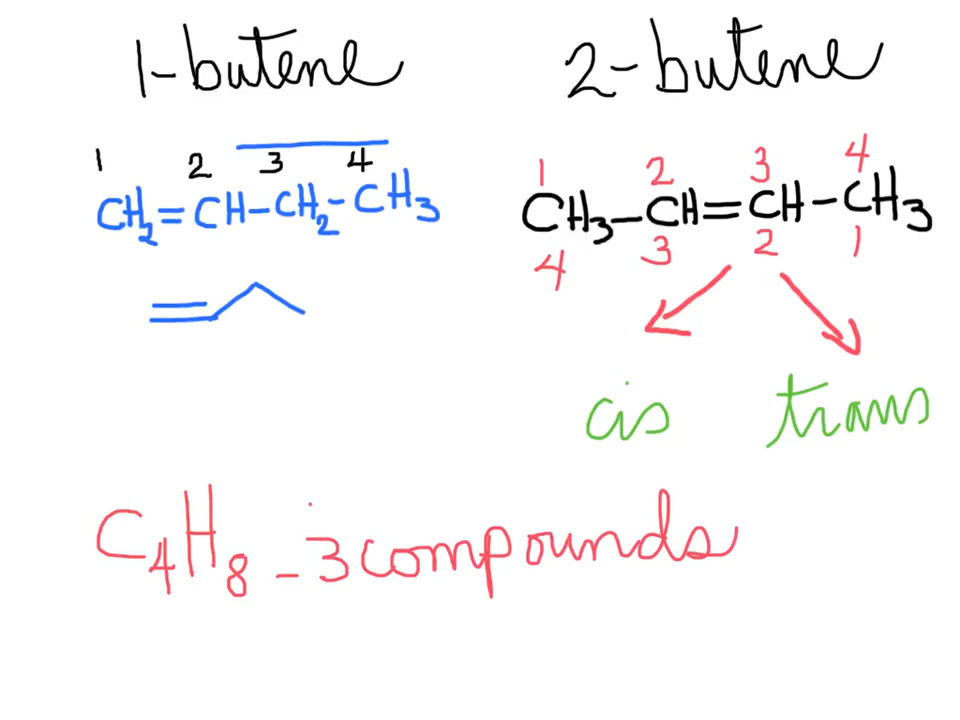 1-butene 2-butene
1 2 3 4
CH₂=CH-CH₂-CH₃
1 2 3 4
CH₃-CH=CH-CH₃
4 3 2 1
cis trans
C₄H₈ - 3 compounds